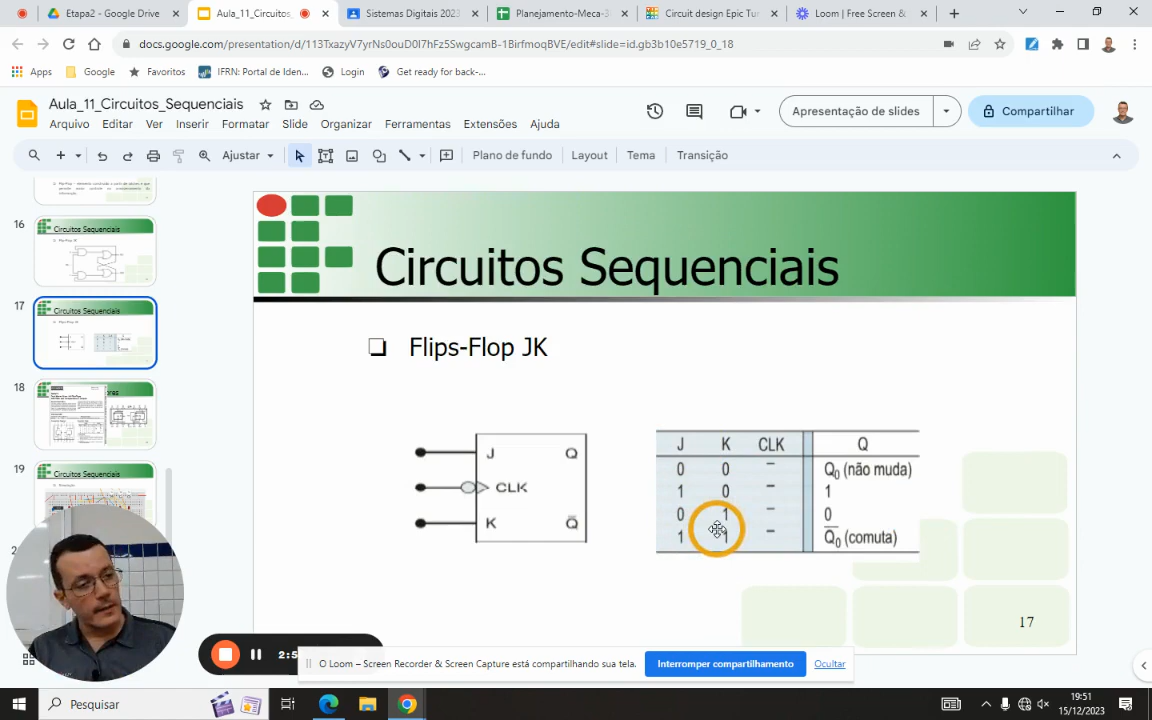 Etapa2 - Google Drive
Aula_11_Circuitos_
Sistemas Digitais 2023
Planejamento-Meca-3
Circuit design Epic Tur
Loom | Free Screen &
docs.google.com/presentation/d/113TxazyV7yrNs0ouD0I7hFz5SwgcamB-1BirfmoqBVE/edit#slide=id.gb3b10e5719_0_18
Apps
Google
Favoritos
IFRN: Portal de Iden...
Login
Get ready for back-...
Aula_11_Circuitos_Sequenciais
Apresentação de slides
Compartilhar
Arquivo Editar Ver Inserir Formatar Slide Organizar Ferramentas Extensões Ajuda
Ajustar
Plano de fundo
Layout
Tema
Transição
16
Circuitos Sequenciais
17
Circuitos Sequenciais
18
19
Circuitos Sequenciais
Circuitos Sequenciais
❏ Flips-Flop JK
J Q
CLK
K Q̅
J K CLK Q
0 0 – Q₀ (não muda)
1 0 – 1
0 1 – 0
1 1 – Q̅₀ (comuta)
17
2:5
O Loom – Screen Recorder & Screen Capture está compartilhando sua tela.
Interromper compartilhamento
Ocultar
Pesquisar
19:51
15/12/2023